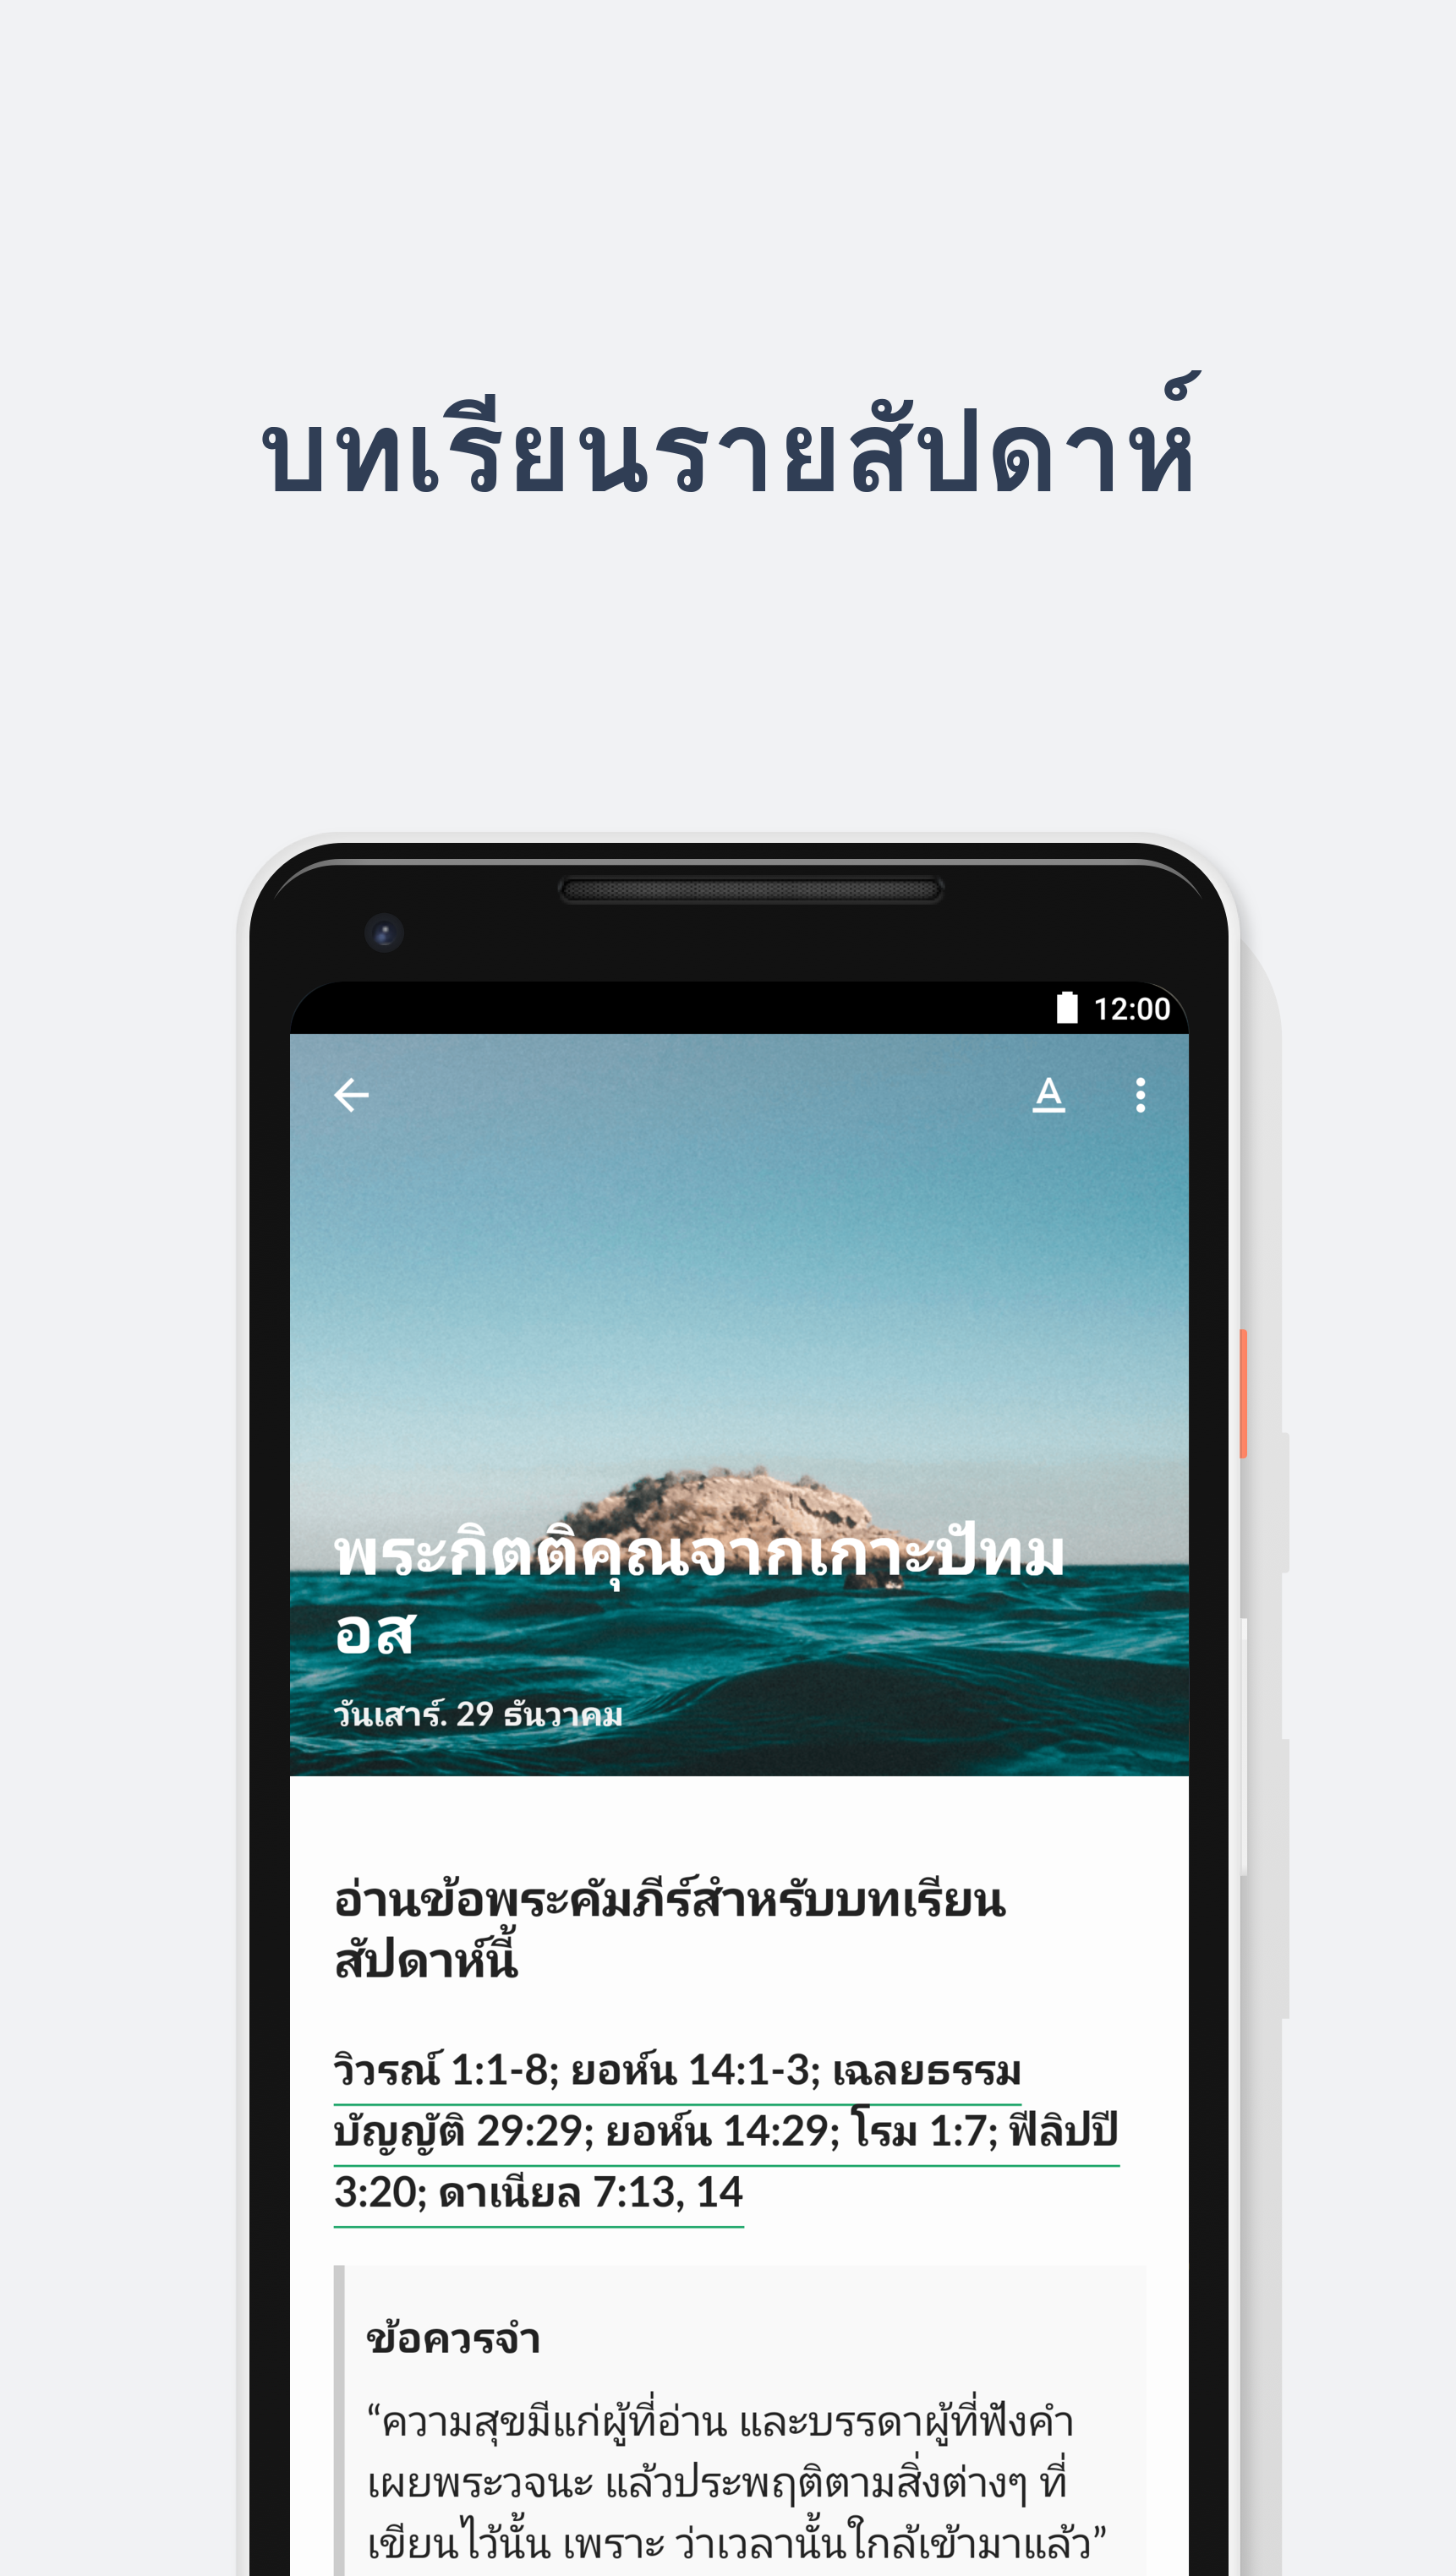 บทเรียนรายสัปดาห์
12:00
A
พระกิตติคุณจากเกาะปัทม
อส
วันเสาร์. 29 ธันวาคม
อ่านข้อพระคัมภีร์สำหรับบทเรียน
สัปดาห์นี้
วิวรณ์ 1:1-8; ยอห์น 14:1-3; เฉลยธรรม
บัญญัติ 29:29; ยอห์น 14:29; โรม 1:7; ฟีลิปปี
3:20; ดาเนียล 7:13, 14
ข้อควรจำ
“ความสุขมีแก่ผู้ที่อ่าน และบรรดาผู้ที่ฟังคำ
เผยพระวจนะ แล้วประพฤติตามสิ่งต่างๆ ที่
เขียนไว้นั้น เพราะ ว่าเวลานั้นใกล้เข้ามาแล้ว”